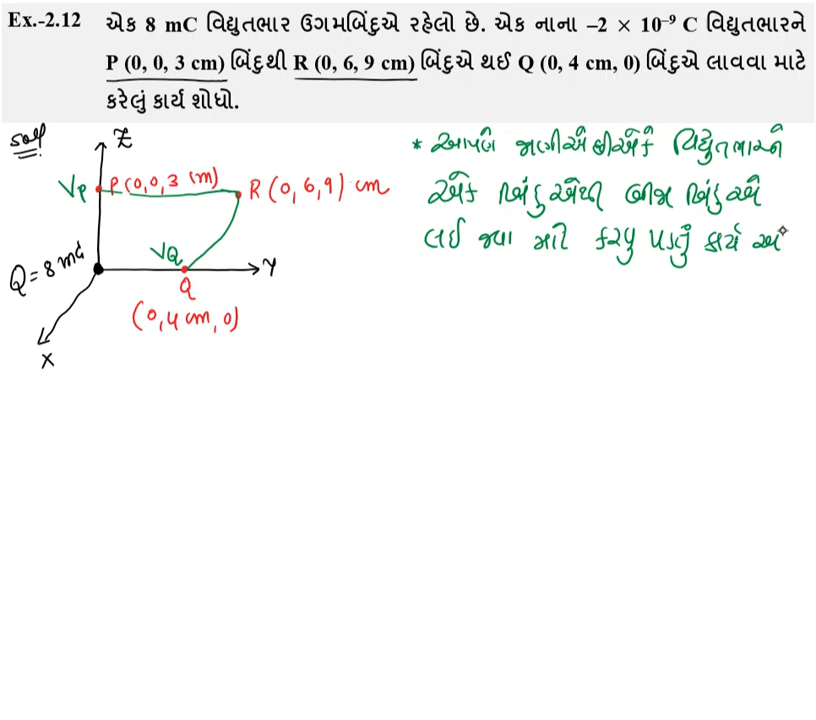 Ex.-2.12 એક 8 mC વિદ્યુતભાર ઉગમબિંદુએ રહેલો છે. એક નાના –2 × 10⁻⁹ C વિદ્યુતભારને
P (0, 0, 3 cm) બિંદુથી R (0, 6, 9 cm) બિંદુએ થઈ Q (0, 4 cm, 0) બિંદુએ લાવવા માટે
કરેલું કાર્ય શોધો.
Solⁿ:
Z
VP P(0,0,3 cm) R (0, 6, 9) cm
Q = 8 mC
VQ
Y
Q
(0, 4 cm, 0)
X
* આપણે જાણીએ છીએ કે વિદ્યુતભારને
એક બિંદુએથી બીજા બિંદુએ
લઈ જવા માટે કરવુ પડતું કાર્ય એ